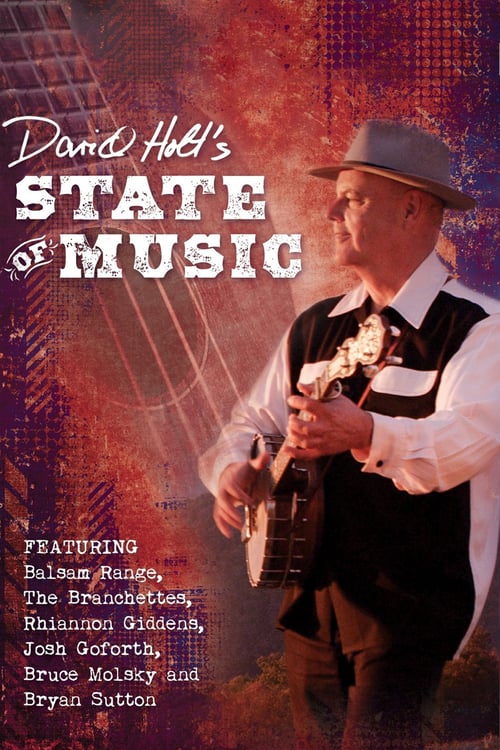 David Holt's
STATE
OF MUSIC
FEATURING
Balsam Range,
The Branchettes,
Rhiannon Giddens,
Josh Goforth,
Bruce Molsky and
Bryan Sutton